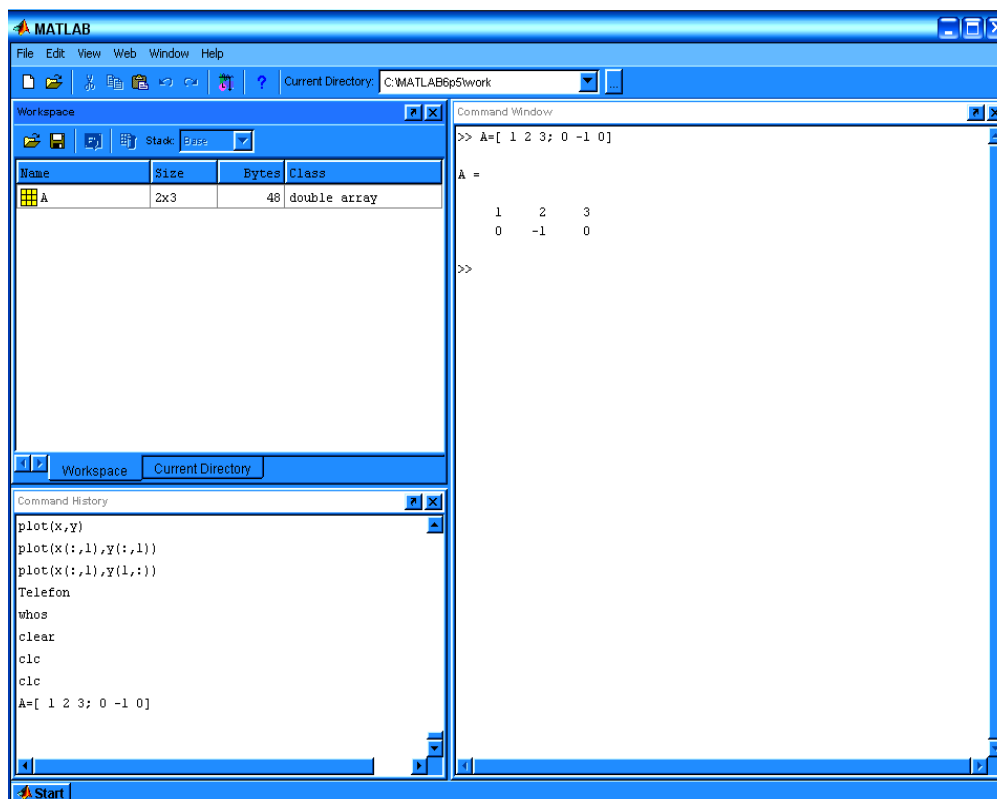 MATLAB
File Edit View Web Window Help
Current Directory: C:\MATLAB6p5\work ...
Workspace
Stack: Base
Name Size Bytes Class
A 2x3 48 double array
Workspace Current Directory
Command History
plot(x,y)
plot(x(:,1),y(:,1))
plot(x(:,1),y(1,:))
Telefon
whos
clear
clc
clc
A=[ 1 2 3; 0 -1 0]
Command Window
>> A=[ 1 2 3; 0 -1 0]
A =
1 2 3
0 -1 0
>>
Start